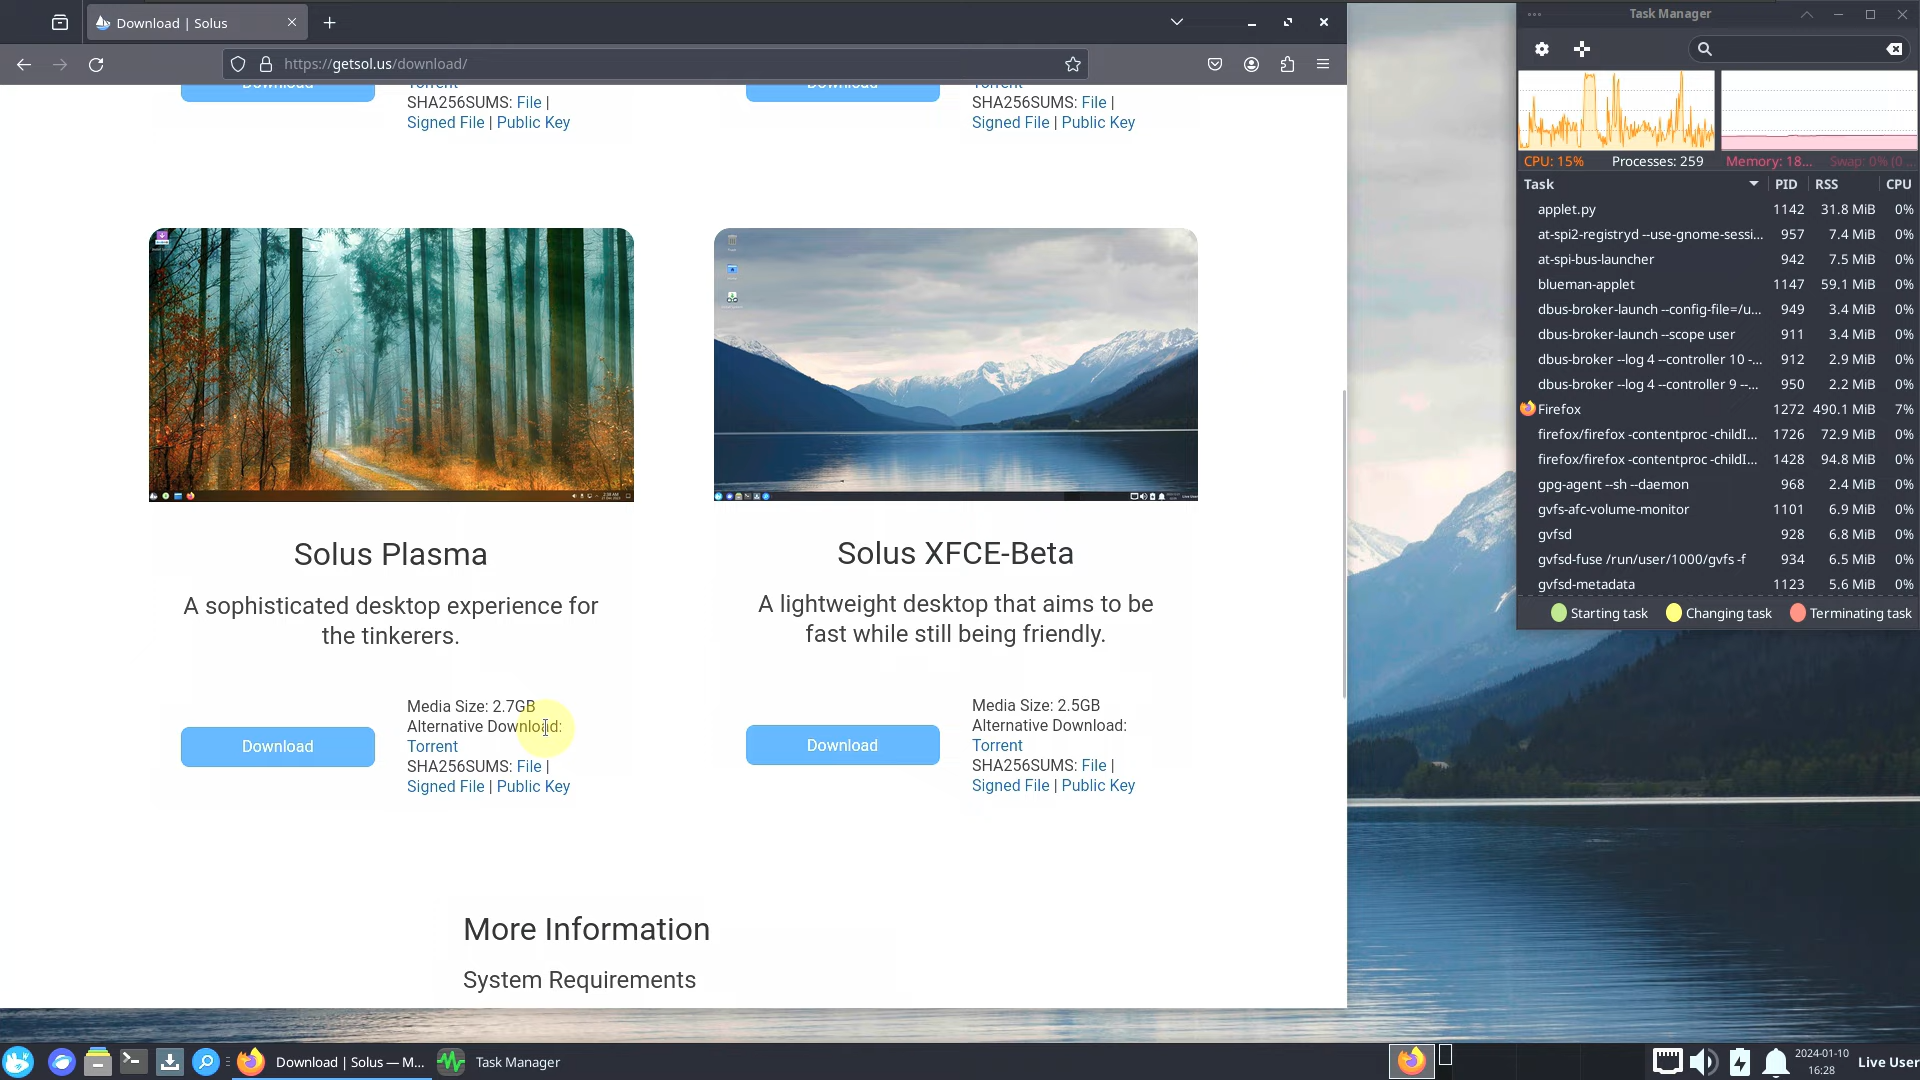 Download | Solus
Task Manager
https://getsol.us/download/
Download
Torrent
SHA256SUMS: File |
Signed File | Public Key
Download
Torrent
SHA256SUMS: File |
Signed File | Public Key
Solus Plasma
A sophisticated desktop experience for
the tinkerers.
Download
Media Size: 2.7GB
Alternative Download:
Torrent
SHA256SUMS: File |
Signed File | Public Key
Solus XFCE-Beta
A lightweight desktop that aims to be
fast while still being friendly.
Download
Media Size: 2.5GB
Alternative Download:
Torrent
SHA256SUMS: File |
Signed File | Public Key
More Information
System Requirements
CPU: 15% Processes: 259 Memory: 18... Swap: 0% (0 ...
Task PID RSS CPU
applet.py 1142 31.8 MiB 0%
at-spi2-registryd --use-gnome-sessi... 957 7.4 MiB 0%
at-spi-bus-launcher 942 7.5 MiB 0%
blueman-applet 1147 59.1 MiB 0%
dbus-broker-launch --config-file=/u... 949 3.4 MiB 0%
dbus-broker-launch --scope user 911 3.4 MiB 0%
dbus-broker --log 4 --controller 10 -... 912 2.9 MiB 0%
dbus-broker --log 4 --controller 9 --... 950 2.2 MiB 0%
Firefox 1272 490.1 MiB 7%
firefox/firefox -contentproc -childI... 1726 72.9 MiB 0%
firefox/firefox -contentproc -childI... 1428 94.8 MiB 0%
gpg-agent --sh --daemon 968 2.4 MiB 0%
gvfs-afc-volume-monitor 1101 6.9 MiB 0%
gvfsd 928 6.8 MiB 0%
gvfsd-fuse /run/user/1000/gvfs -f 934 6.5 MiB 0%
gvfsd-metadata 1123 5.6 MiB 0%
Starting task Changing task Terminating task
Download | Solus — M... Task Manager
2024-01-10
16:28
Live User